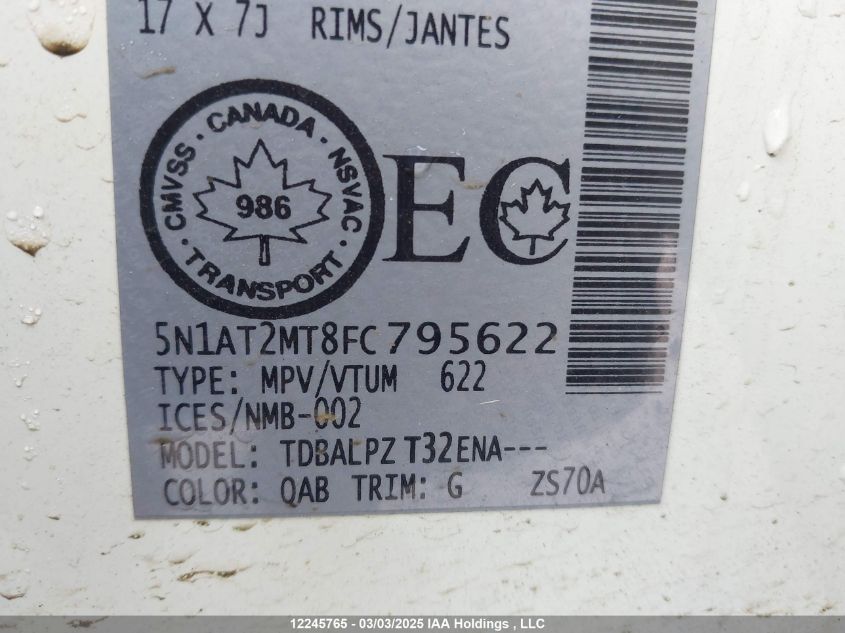 17 X 7J RIMS/JANTES
CMVSS · CANADA · NSVAC · TRANSPORT ·
986
EC
5N1AT2MT8FC795622
TYPE: MPV/VTUM 622
ICES/NMB-002
MODEL: TDBALPZ T32ENA---
COLOR: QAB TRIM: G ZS70A
12245765 - 03/03/2025 IAA Holdings , LLC